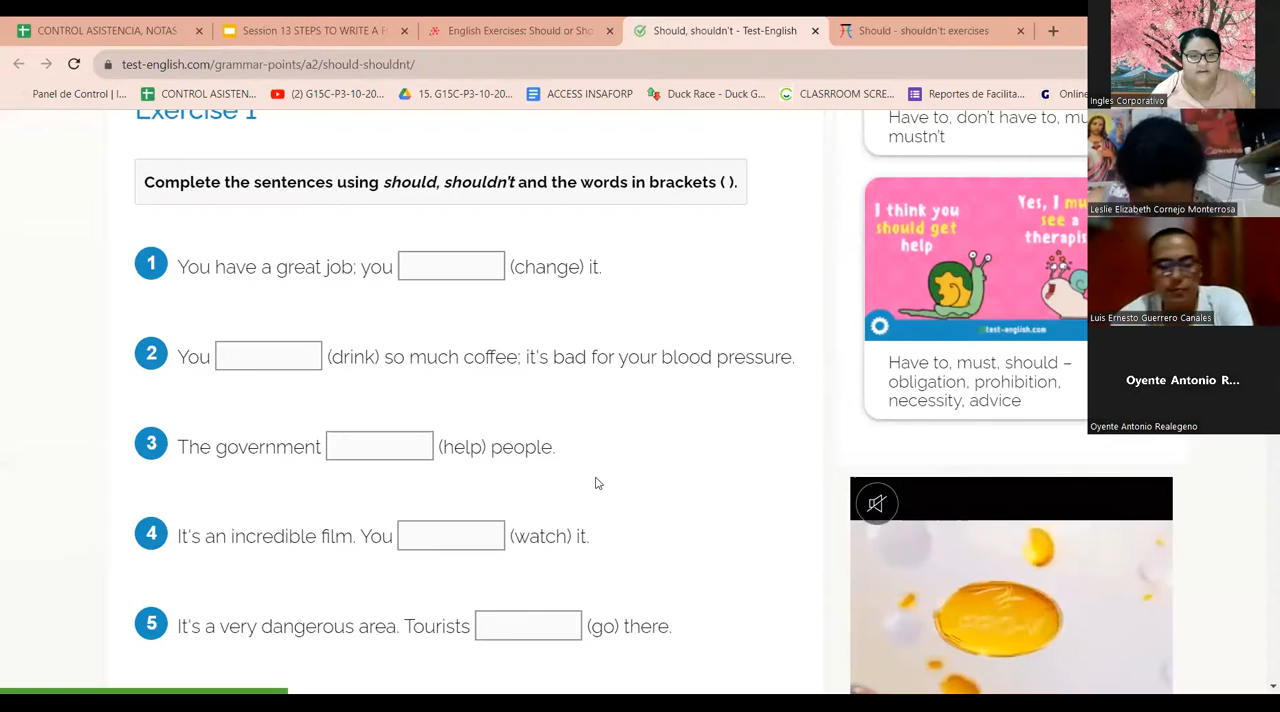 CONTROL ASISTENCIA, NOTAS
Session 13 STEPS TO WRITE A F
English Exercises: Should or Sho
Should, shouldn't - Test-English
Should - shouldn't: exercises
test-english.com/grammar-points/a2/should-shouldnt/
Panel de Control | I...
CONTROL ASISTEN...
(2) G15C-P3-10-20...
15. G15C-P3-10-20...
ACCESS INSAFORP
Duck Race - Duck G...
CLASRROOM SCRE...
Reportes de Facilita...
Online
Exercise 1
Complete the sentences using should, shouldn't and the words in brackets ( ).
1 You have a great job; you (change) it.
2 You (drink) so much coffee; it's bad for your blood pressure.
3 The government (help) people.
4 It's an incredible film. You (watch) it.
5 It's a very dangerous area. Tourists (go) there.
Have to, don't have to, mu
mustn't
I think you
should get
help
Yes, I mu
see a
therapis
@test-english.com
Have to, must, should –
obligation, prohibition,
necessity, advice
Ingles Corporativo
Leslie Elizabeth Cornejo Monterrosa
Luis Ernesto Guerrero Canales
Oyente Antonio R...
Oyente Antonio Realegeno